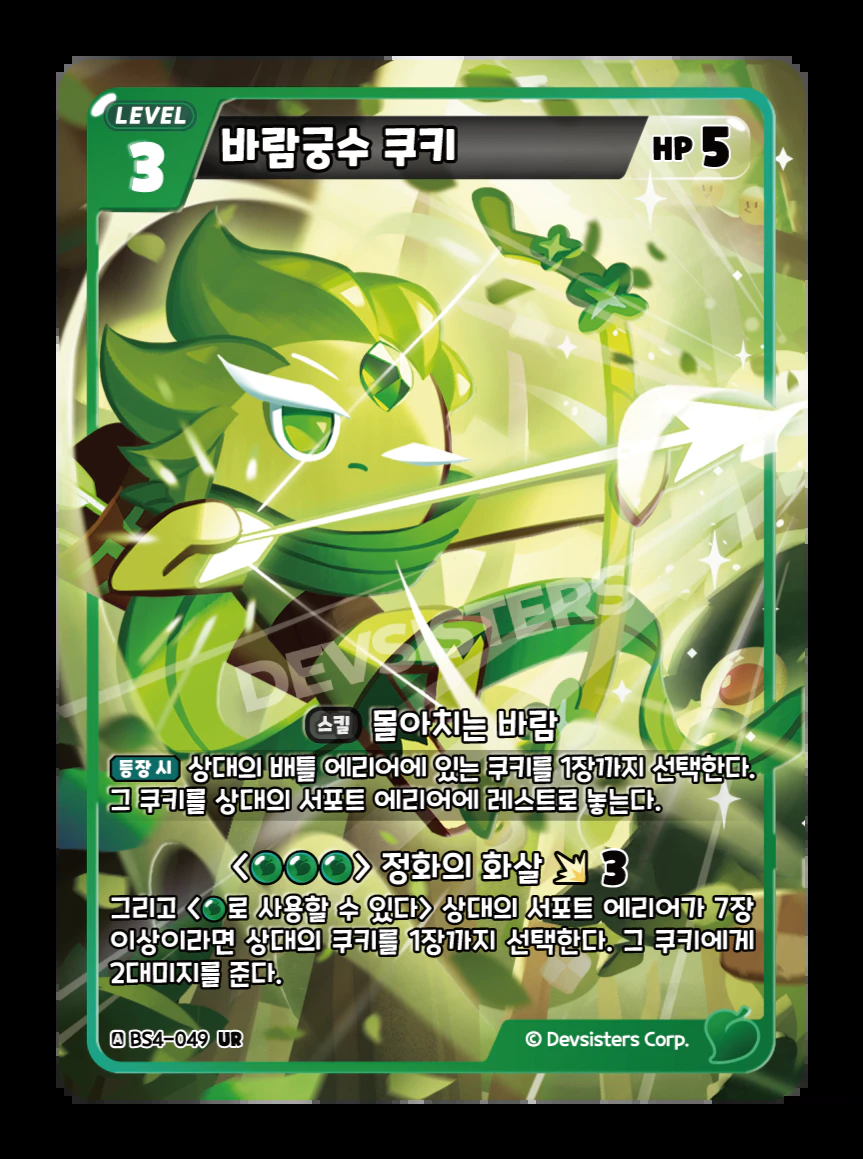 LEVEL
3
바람궁수 쿠키
HP 5
DEVSISTERS
스킬 몰아치는 바람
등장 시 상대의 배틀 에리어에 있는 쿠키를 1장까지 선택한다.
그 쿠키를 상대의 서포트 에리어에 레스트로 놓는다.
< > 정화의 화살 3
그리고 < 로 사용할 수 있다> 상대의 서포트 에리어가 7장
이상이라면 상대의 쿠키를 1장까지 선택한다. 그 쿠키에게
2대미지를 준다.
A BS4-049 UR
© Devsisters Corp.